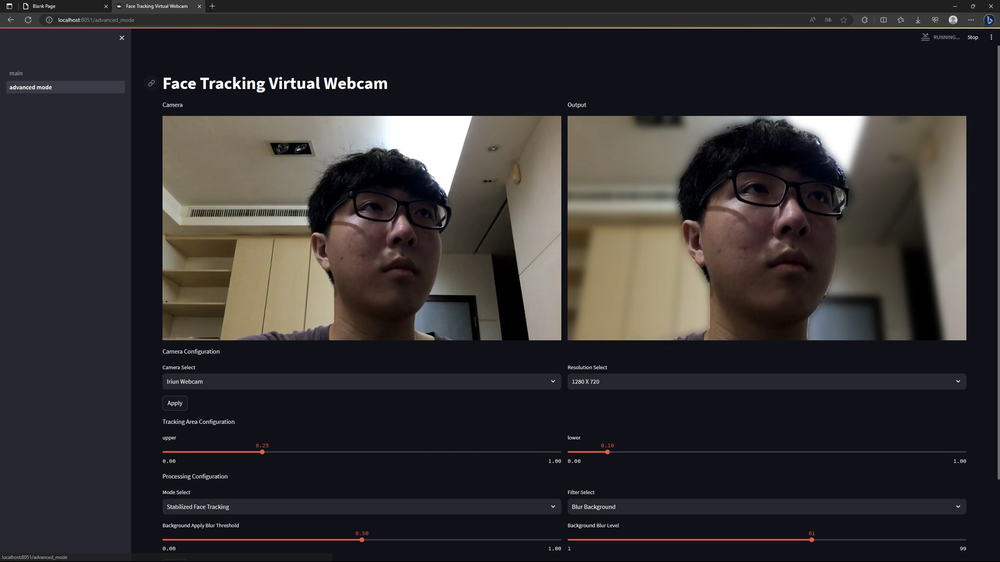 Blank Page
Face Tracking Virtual Webcam
localhost:8051/advanced_mode
RUNNING...
Stop
main
advanced mode
Face Tracking Virtual Webcam
Camera
Output
Camera Configuration
Camera Select
Resolution Select
Iriun Webcam
1280 X 720
Apply
Tracking Area Configuration
upper
lower
0.25
0.10
0.00
1.00
0.00
1.00
Processing Configuration
Mode Select
Filter Select
Stabilized Face Tracking
Blur Background
Background Apply Blur Threshold
Background Blur Level
0.50
61
0.00
1.00
1
99
localhost:8051/advanced_mode